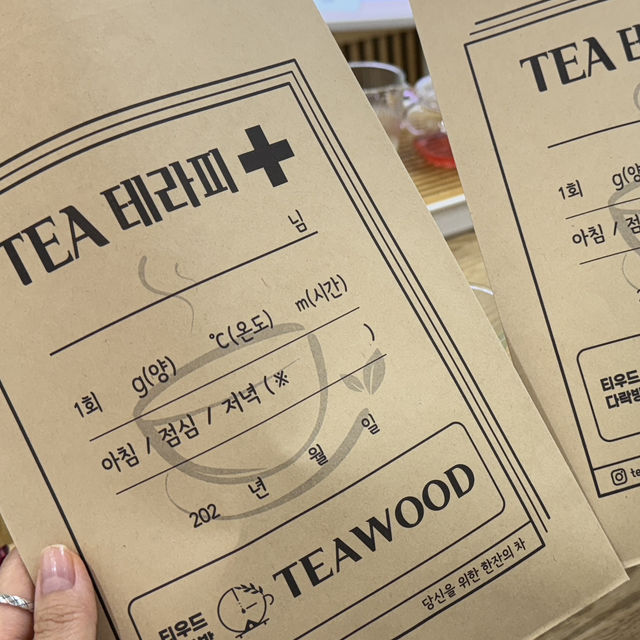 TEA 테라피
님
1회 g(양) ℃(온도) m(시간)
아침 / 점심 / 저녁 (※ )
202 년 월 일
티우드
TEAWOOD
당신을 위한 한잔의 차
TEA
1회 g(양
아침 /
티우드
다락방
te